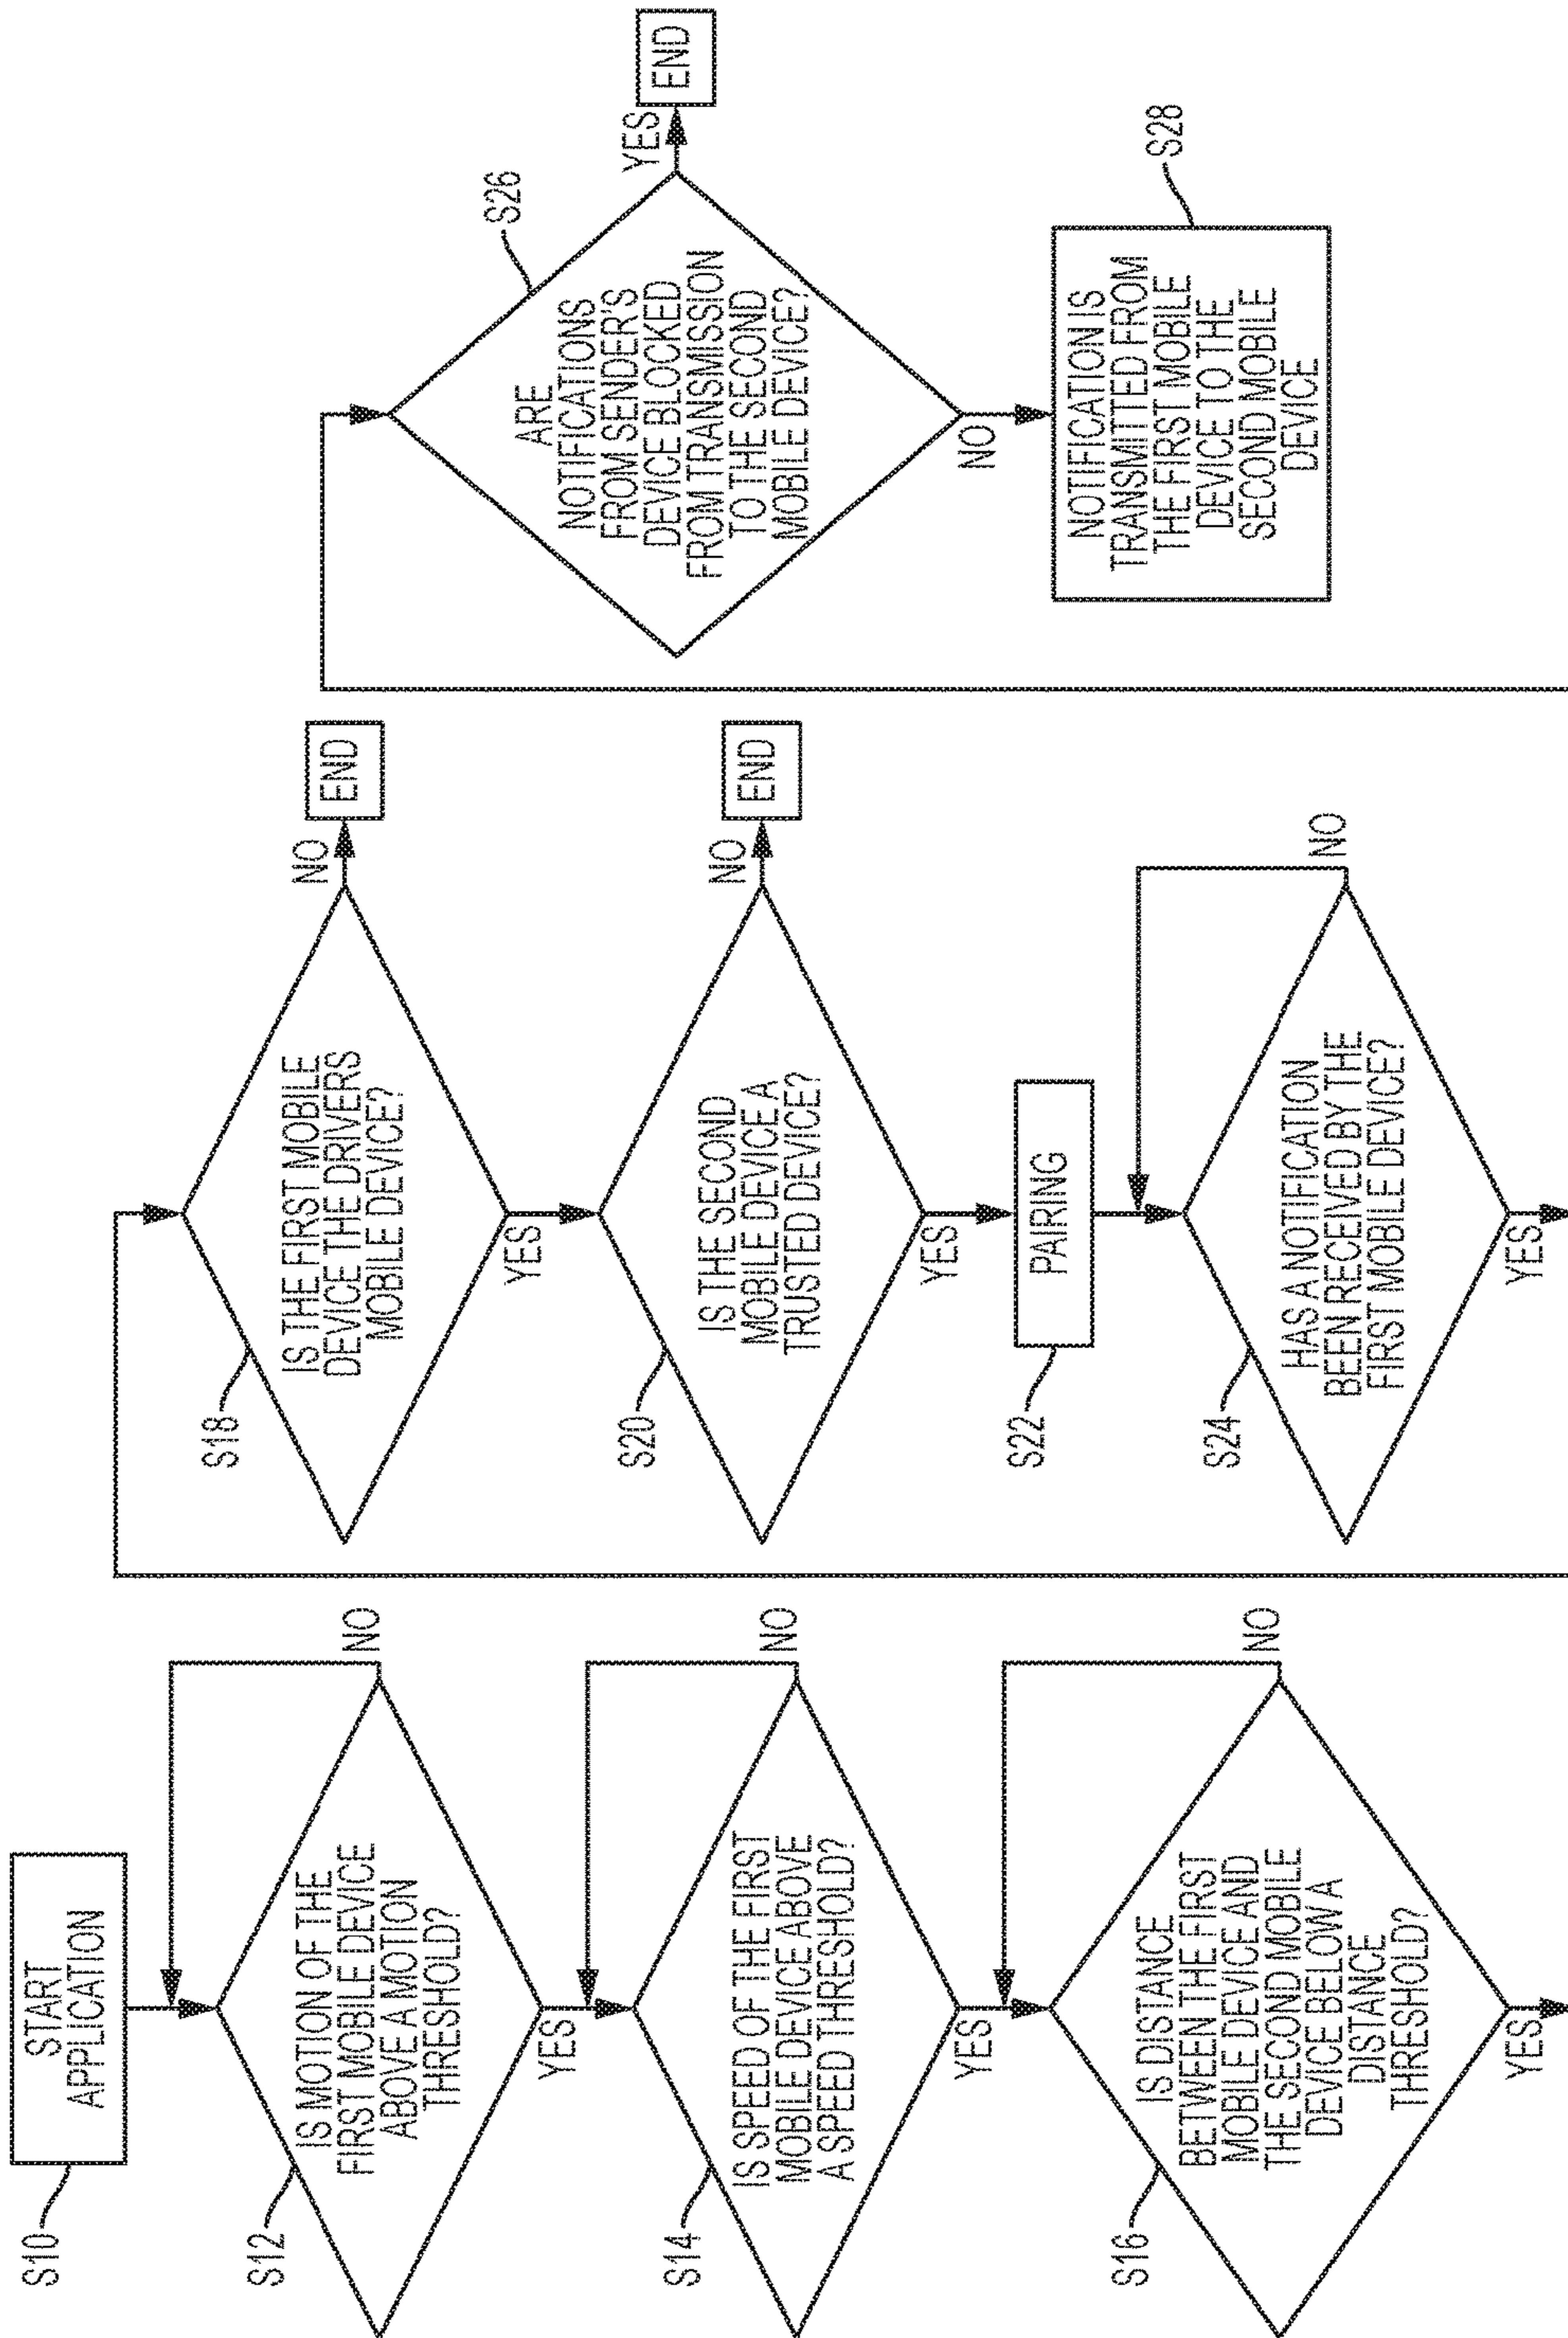 S10
START
APPLICATION
S12
IS MOTION OF THE
FIRST MOBILE DEVICE
ABOVE A MOTION
THRESHOLD?
NO
YES
S14
IS SPEED OF THE FIRST
MOBILE DEVICE ABOVE
A SPEED THRESHOLD?
NO
YES
S16
IS DISTANCE
BETWEEN THE FIRST
MOBILE DEVICE AND
THE SECOND MOBILE
DEVICE BELOW A
DISTANCE
THRESHOLD?
NO
YES
S18
IS THE FIRST MOBILE
DEVICE THE DRIVERS
MOBILE DEVICE?
NO
END
YES
S20
IS THE SECOND
MOBILE DEVICE A
TRUSTED DEVICE?
NO
END
YES
S22
PAIRING
S24
HAS A NOTIFICATION
BEEN RECEIVED BY THE
FIRST MOBILE DEVICE?
NO
YES
S26
ARE
NOTIFICATIONS
FROM SENDER'S
DEVICE BLOCKED
FROM TRANSMISSION
TO THE SECOND
MOBILE DEVICE?
YES
END
NO
S28
NOTIFICATION IS
TRANSMITTED FROM
THE FIRST MOBILE
DEVICE TO THE
SECOND MOBILE
DEVICE